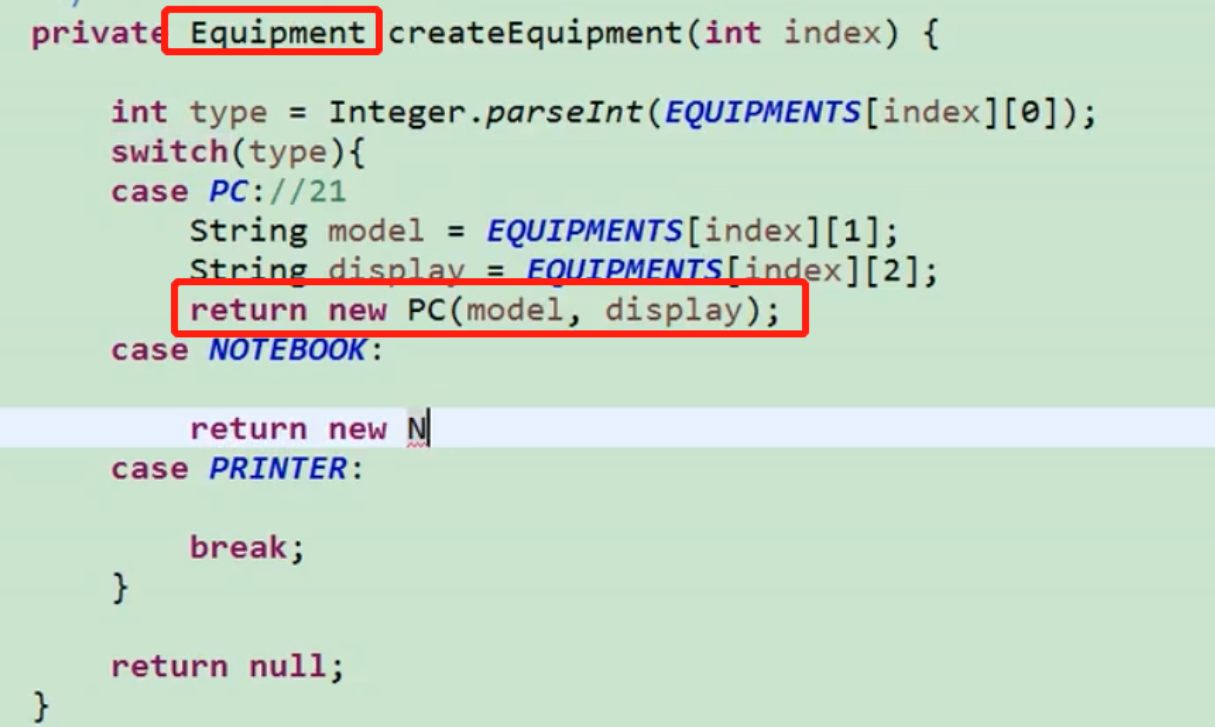 private Equipment createEquipment(int index) {
int type = Integer.parseInt(EQUIPMENTS[index][0]);
switch(type){
case PC://21
String model = EQUIPMENTS[index][1];
String display = EQUIPMENTS[index][2];
return new PC(model, display);
case NOTEBOOK:
return new N
case PRINTER:
break;
}
return null;
}